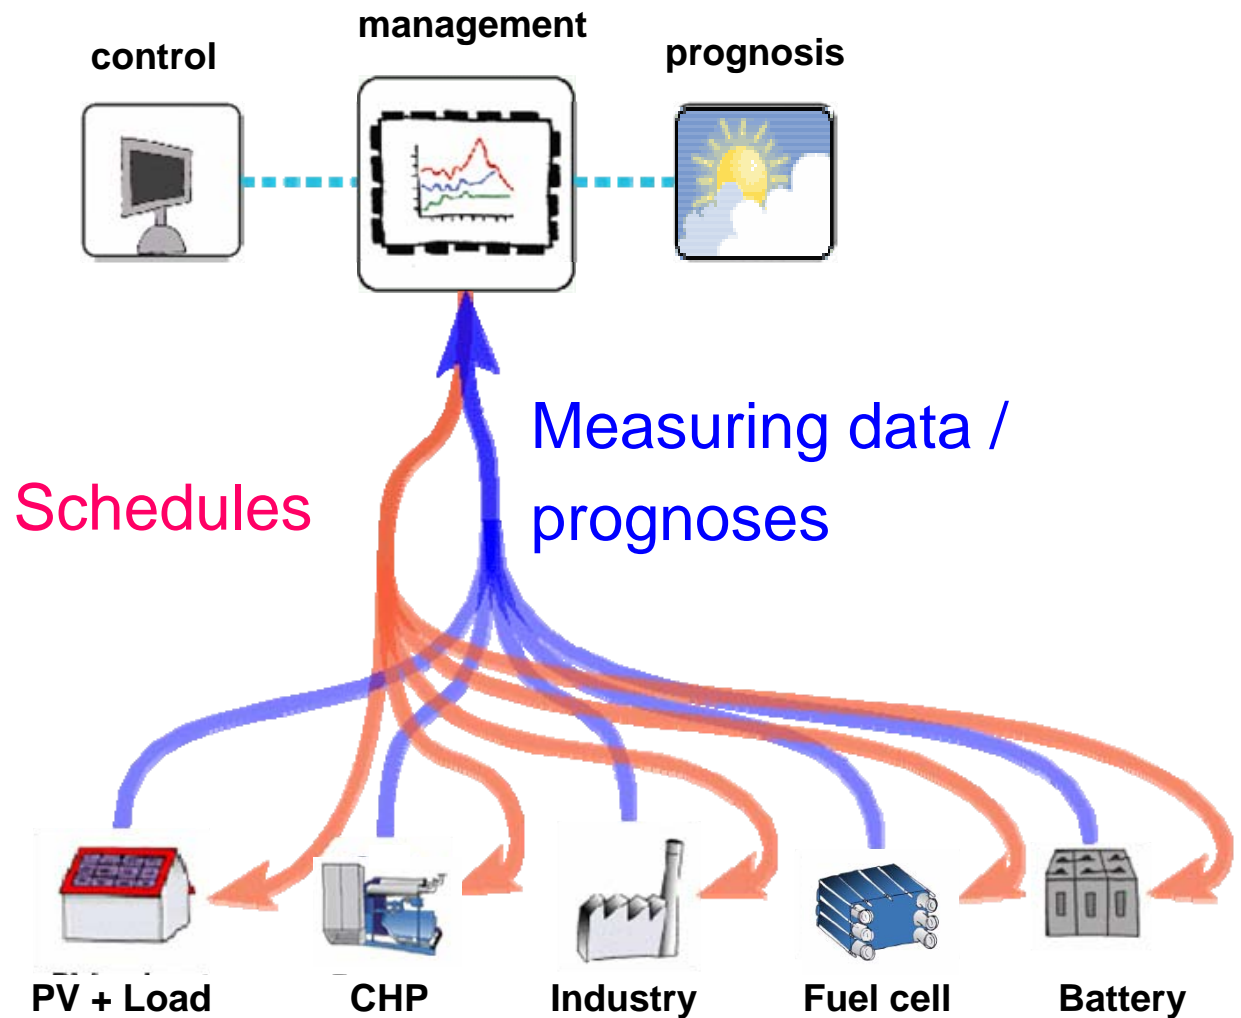 management
control
prognosis
Measuring data /
Schedules
prognoses
PV + Load
CHP
Industry
Fuel cell
Battery